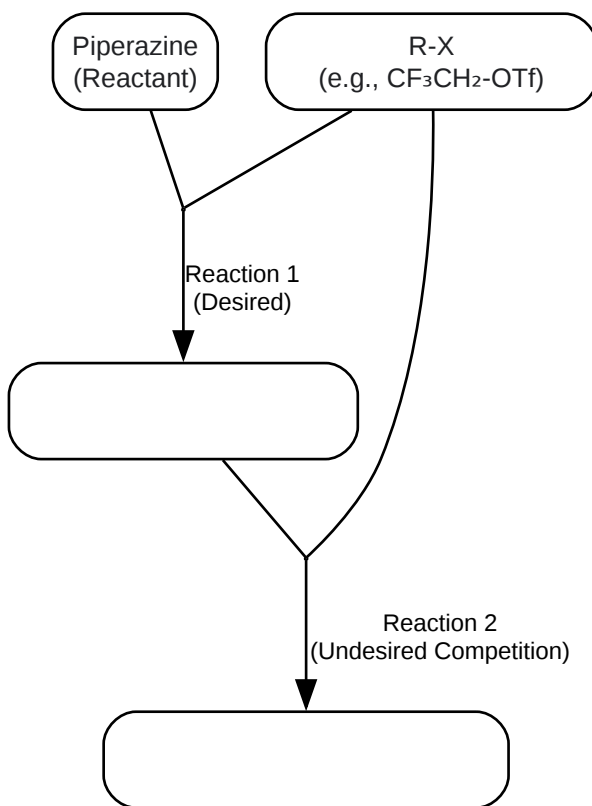 Piperazine
(Reactant)
R-X
(e.g., CF₃CH₂-OTf)
Reaction 1
(Desired)
Reaction 2
(Undesired Competition)